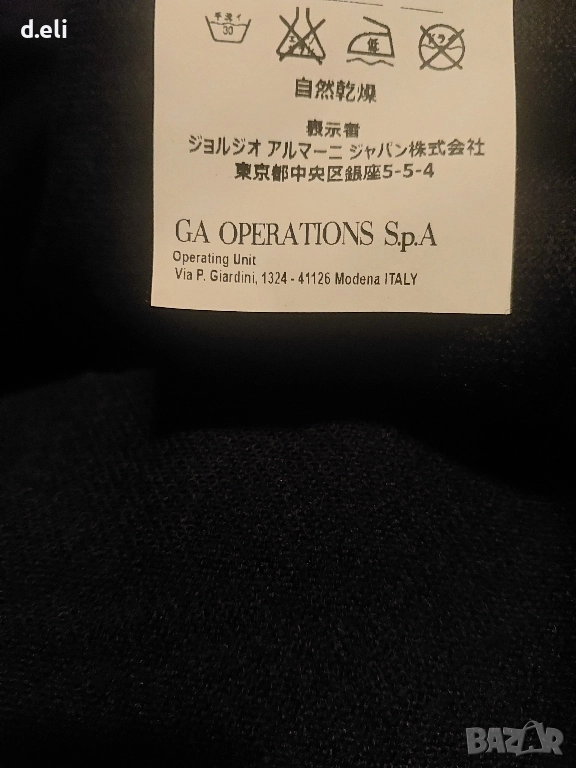 d.eli
手洗イ
30
低
自然乾燥
表示者
ジョルジオ アルマーニ ジャパン株式会社
東京都中央区銀座5-5-4
GA OPERATIONS S.p.A
Operating Unit
Via P. Giardini, 1324 - 41126 Modena ITALY
BAZAR